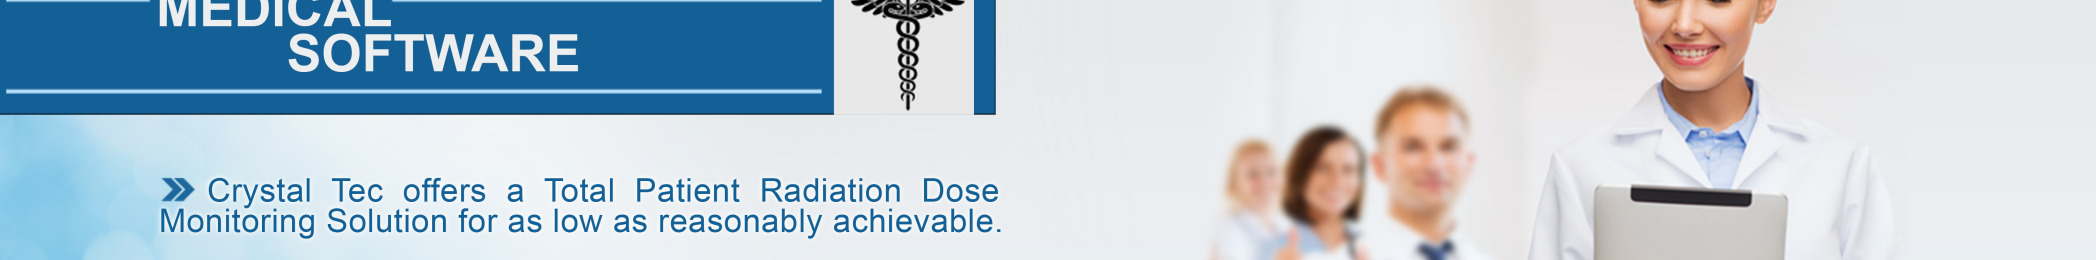 MEDICAL
SOFTWARE
Crystal Tec offers a Total Patient Radiation Dose
Monitoring Solution for as low as reasonably achievable.